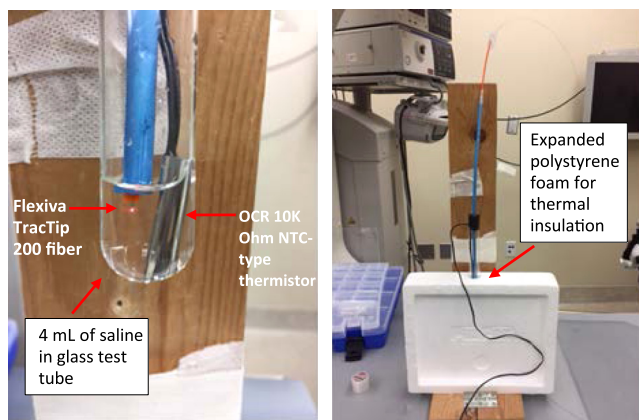 Flexiva
TracTip
200 fiber
OCR 10K
Ohm NTC-
type
thermistor
4 mL of saline
in glass test
tube
Expanded
polystyrene
foam for
thermal
insulation